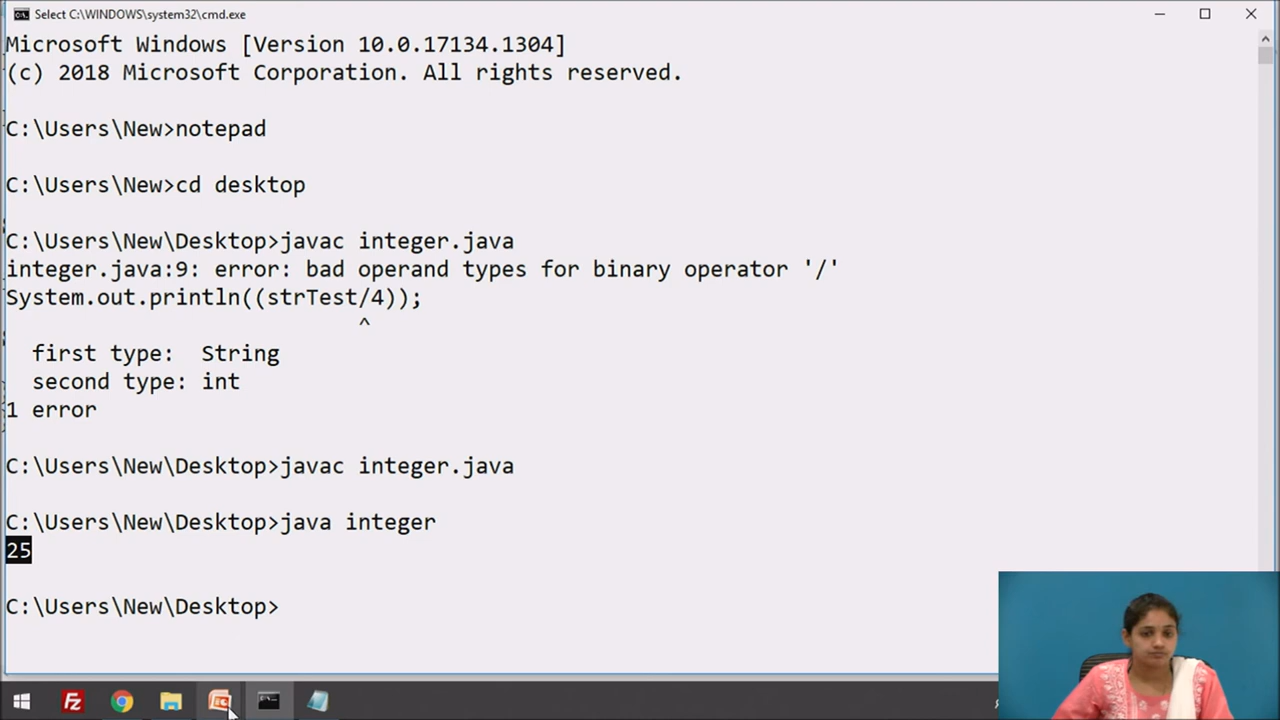 Select C:\WINDOWS\system32\cmd.exe
Microsoft Windows [Version 10.0.17134.1304]
(c) 2018 Microsoft Corporation. All rights reserved.
C:\Users\New>notepad
C:\Users\New>cd desktop
C:\Users\New\Desktop>javac integer.java
integer.java:9: error: bad operand types for binary operator '/'
System.out.println((strTest/4));
^
first type:  String
second type: int
1 error
C:\Users\New\Desktop>javac integer.java
C:\Users\New\Desktop>java integer
25
C:\Users\New\Desktop>